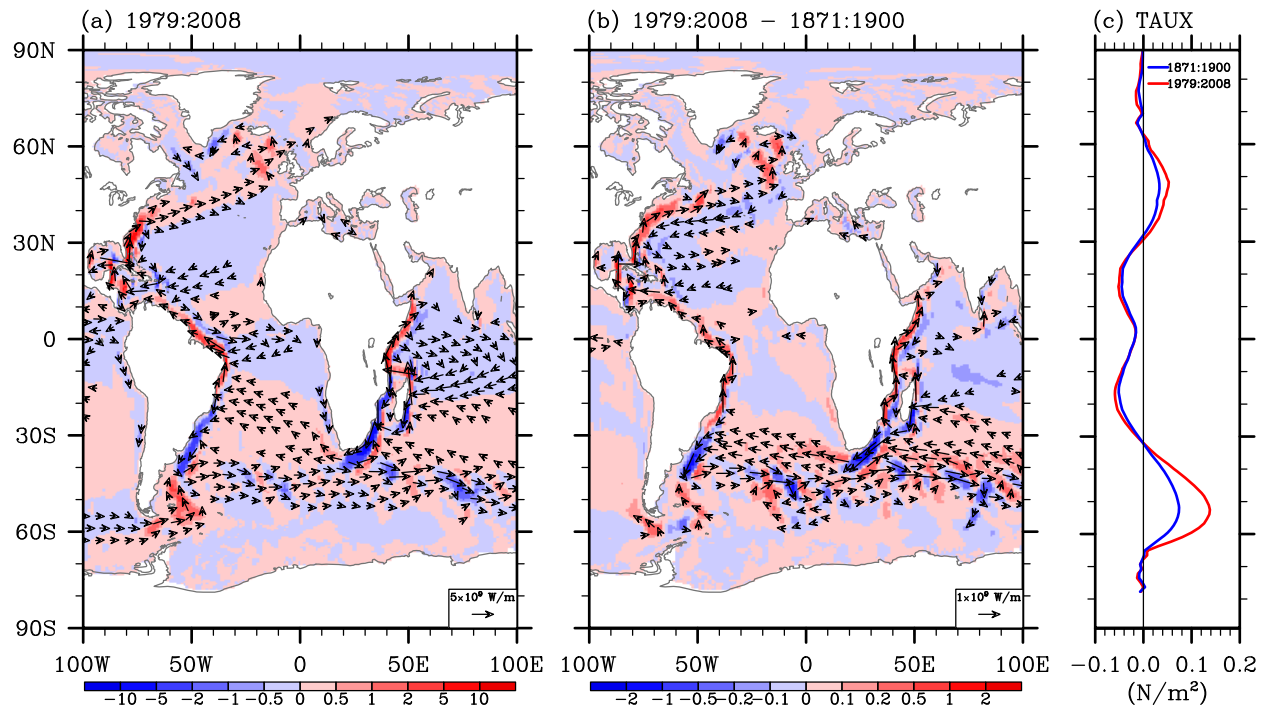 (a) 1979:2008
(b) 1979:2008 − 1871:1900
(c) TAUX
90N
60N
30N
0
30S
60S
90S
1871:1900
1979:2008
5×10⁹ W/m
1×10⁹ W/m
100W 50W 0 50E 100E
100W 50W 0 50E 100E
−0.1 0.0 0.1 0.2
(N/m²)
−10 −5 −2 −1 −0.5 0 0.5 1 2 5 10
−2 −1 −0.5 −0.2 −0.1 0 0.1 0.2 0.5 1 2